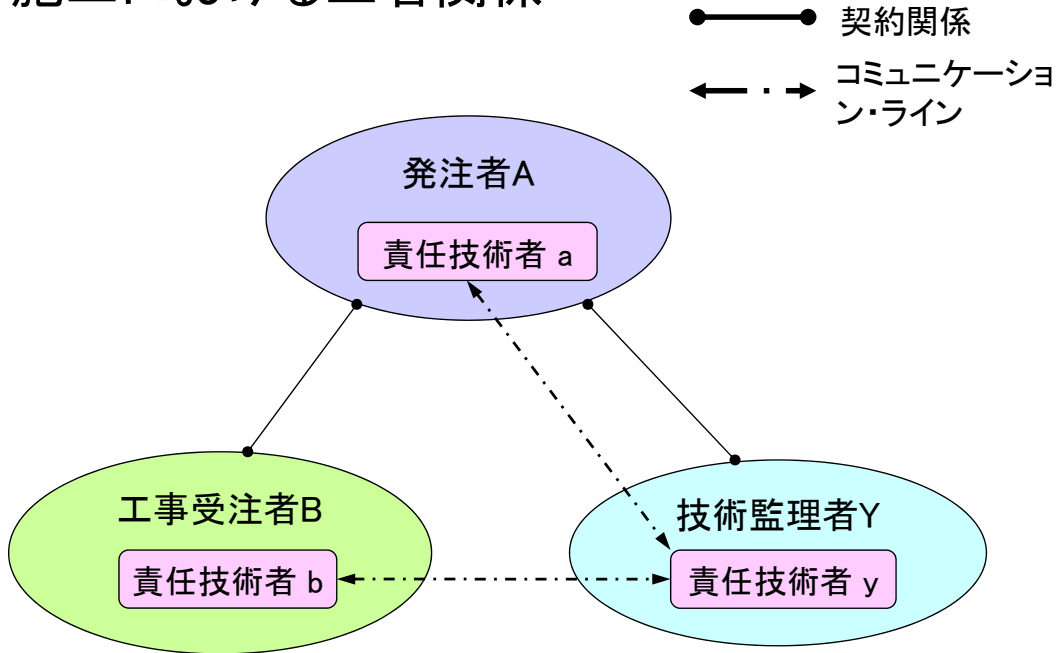 契約関係
コミュニケーショ
ン・ライン
発注者A
責任技術者 a
工事受注者B
責任技術者 b
技術監理者Y
責任技術者 y